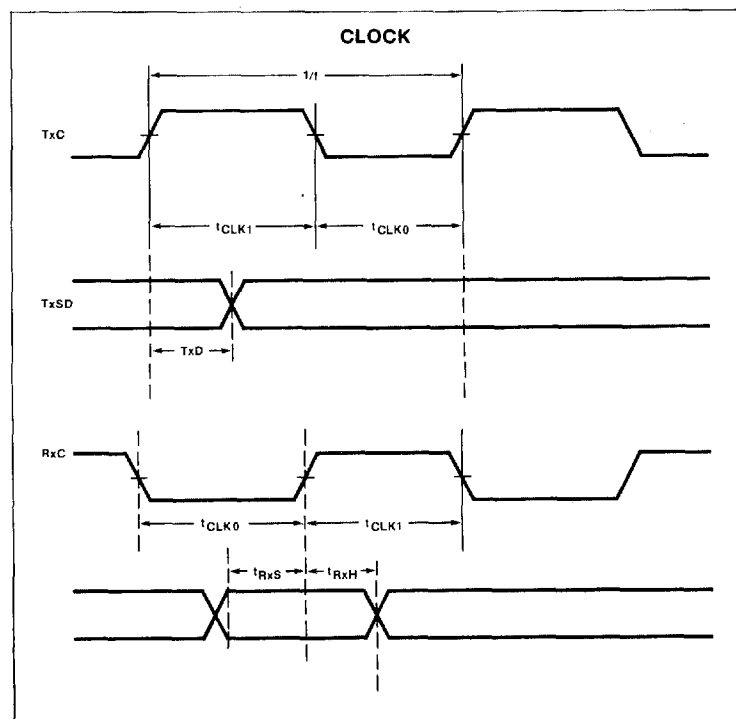 CLOCK
1/f
TxC
tCLK1 tCLK0
TxSD
TxD
RxC
tCLK0 tCLK1
tRxS tRxH